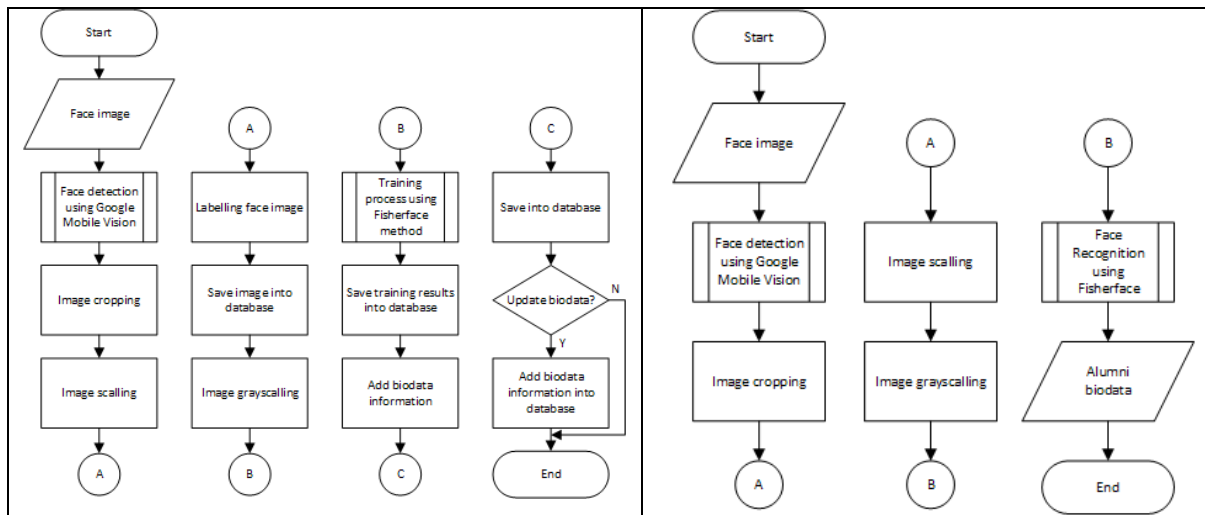 Start
Face image
Face detection
using Google
Mobile Vision
Image cropping
Image scalling
A
A
Labelling face image
Save image into
database
Image grayscalling
B
B
Training
process using
Fisherface
method
Save training results
into database
Add biodata
information
C
C
Save into database
Update biodata?
N
Y
Add biodata
information into
database
End
Start
Face image
Face detection
using Google
Mobile Vision
Image cropping
A
A
Image scalling
Image grayscalling
B
B
Face
Recognition
using
Fisherface
Alumni
biodata
End